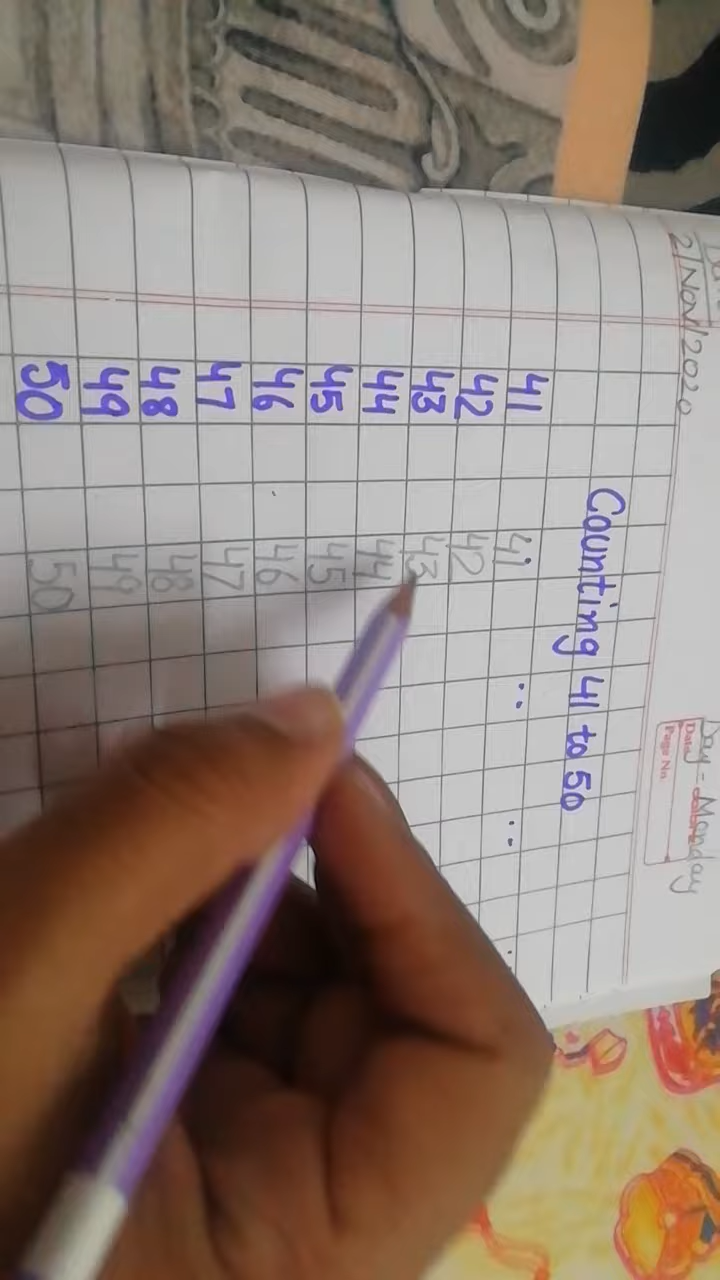 2/Nov/2020
Day - Monday
Date
Page No.
Counting 41 to 50
41 41
42 42
43 43
44 44
45 45
46 46
47 47
48 48
49 49
50 50